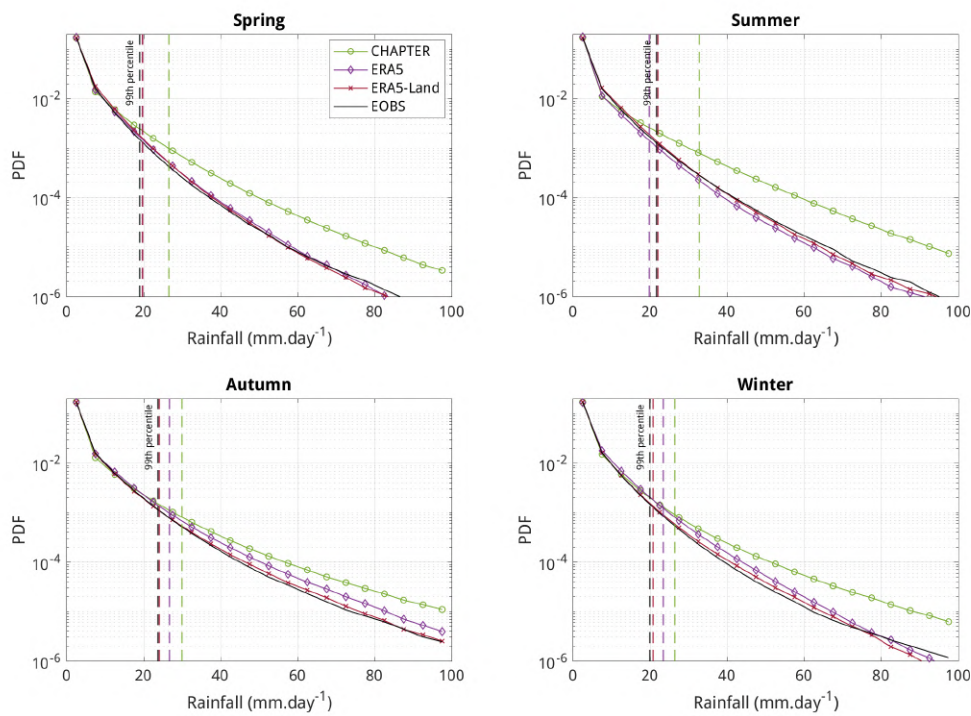 Spring
PDF
10^-2
10^-4
10^-6
99th percentile
CHAPTER
ERA5
ERA5-Land
EOBS
0 20 40 60 80 100
Rainfall (mm.day^-1)
Summer
PDF
10^-2
10^-4
10^-6
99th percentile
0 20 40 60 80 100
Rainfall (mm.day^-1)
Autumn
PDF
10^-2
10^-4
10^-6
99th percentile
0 20 40 60 80 100
Rainfall (mm.day^-1)
Winter
PDF
10^-2
10^-4
10^-6
99th percentile
0 20 40 60 80 100
Rainfall (mm.day^-1)